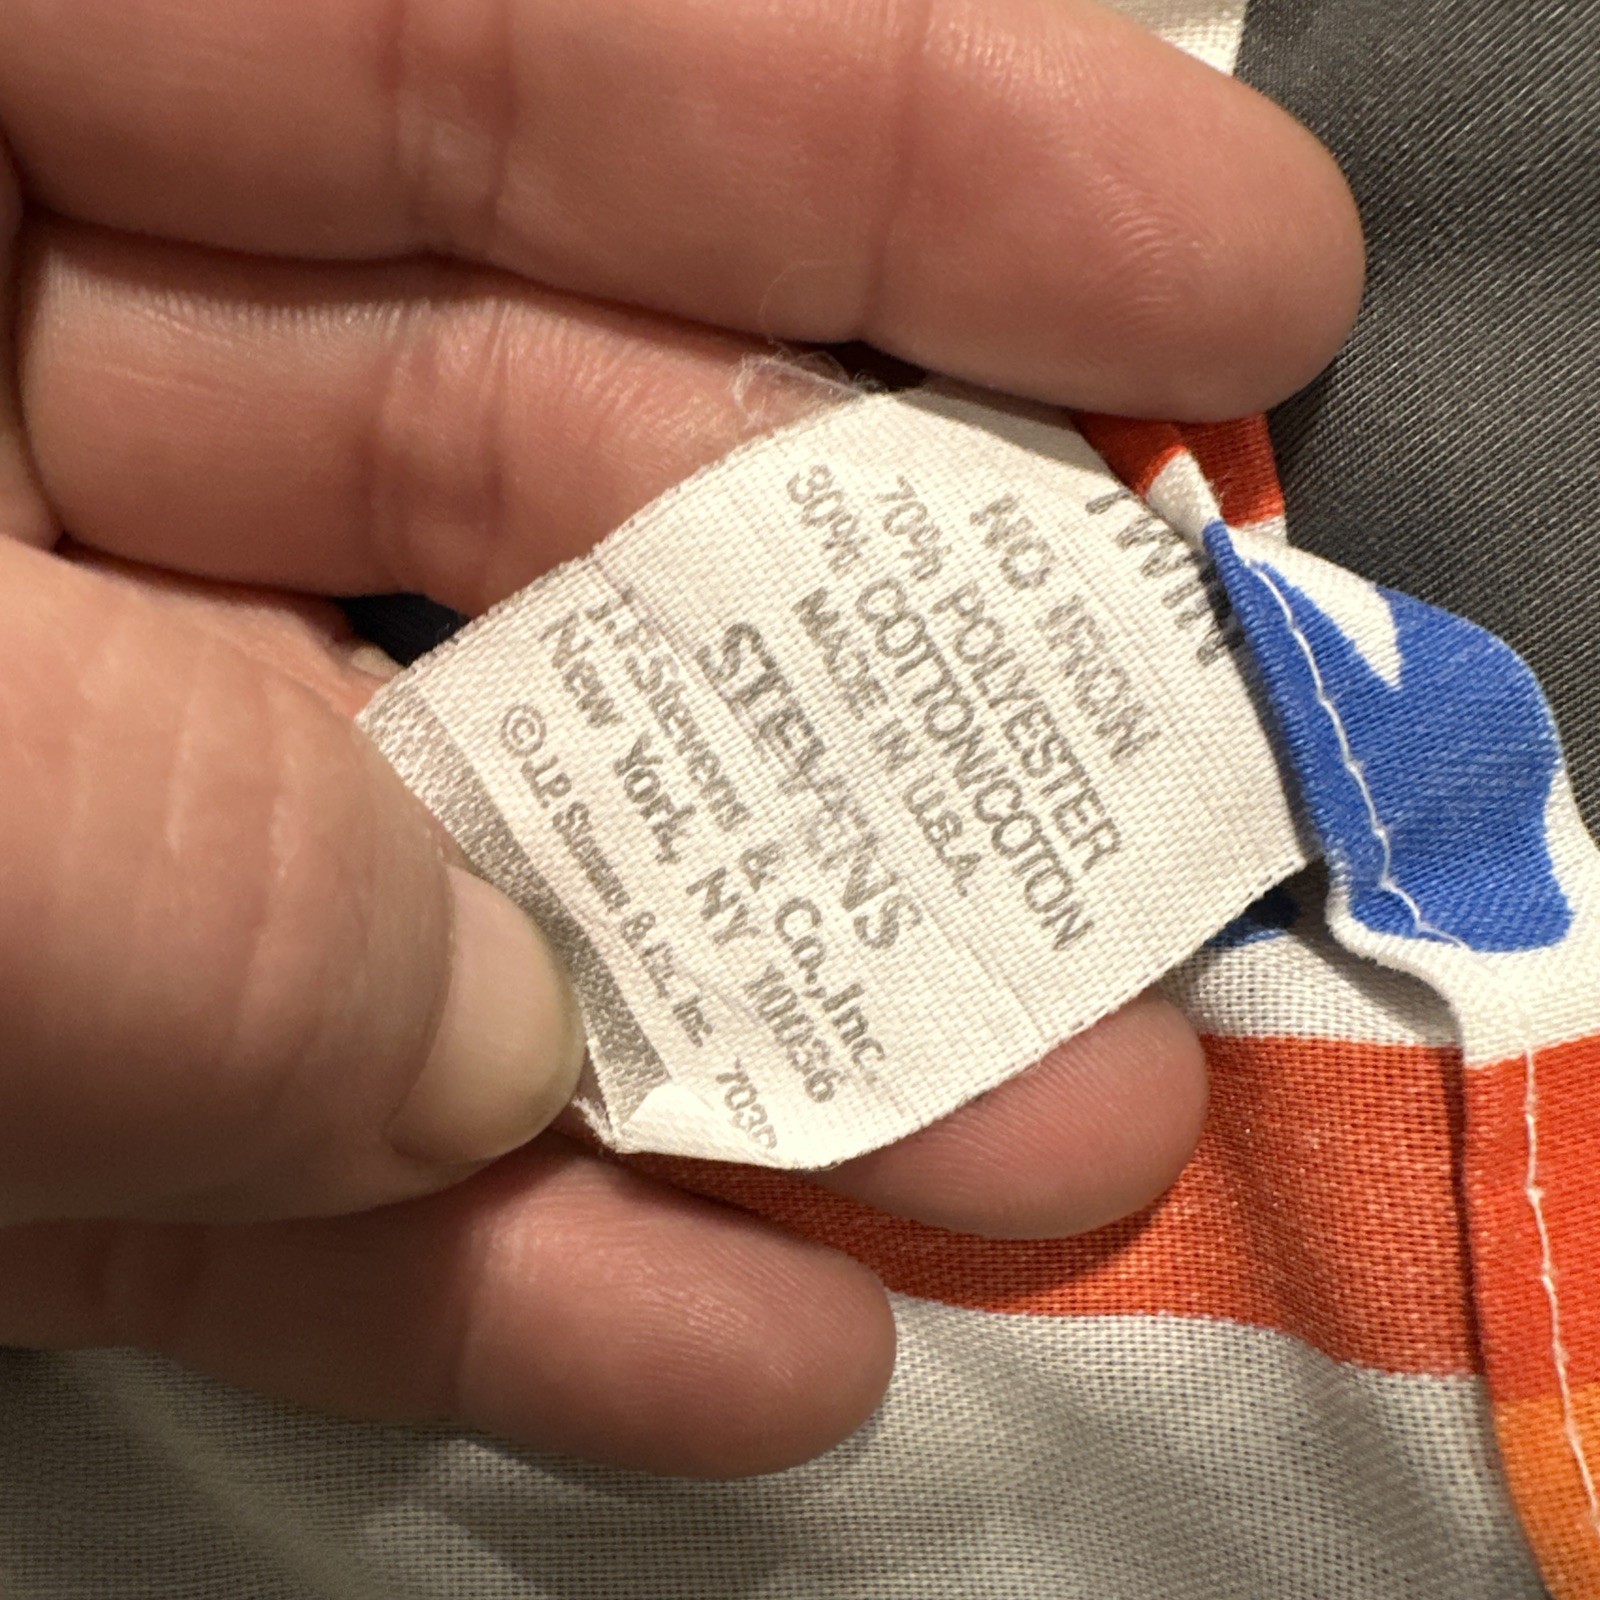 TWIN
NO IRON
70% POLYESTER
30% COTTON/COTON
MADE IN U.S.A.
STEVENS
J.P. Stevens & Co., Inc.
New York, NY 10036
© J.P. Stevens & Co., Inc.